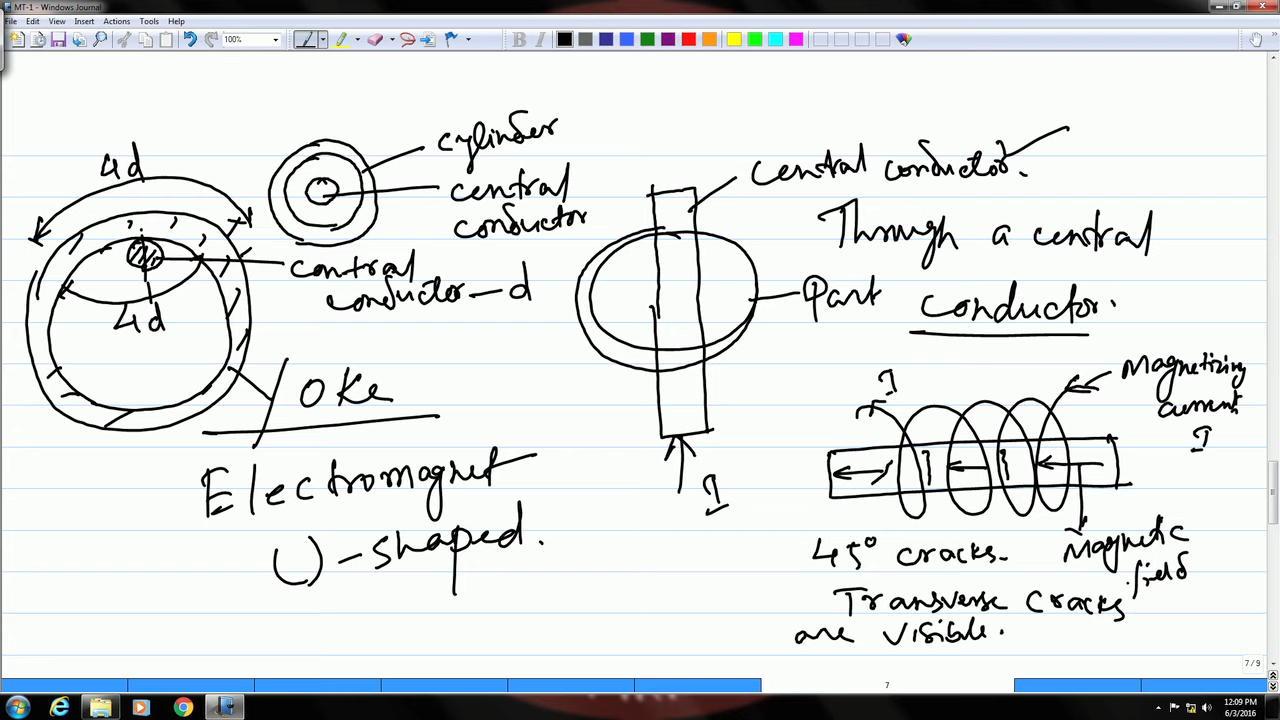 MT-1 - Windows Journal
File Edit View Insert Actions Tools Help
100%
B I
4d
cylinder
central
conductor
central
conductor - d
4d
central conductor.
Through a central
conductor.
Part
I
Yoke
Electromagnet
U-shaped.
Magnetizing
current
I
I
Magnetic
field
45° cracks.
Transverse cracks
are visible.
7 / 9
7
12:09 PM
6/3/2016